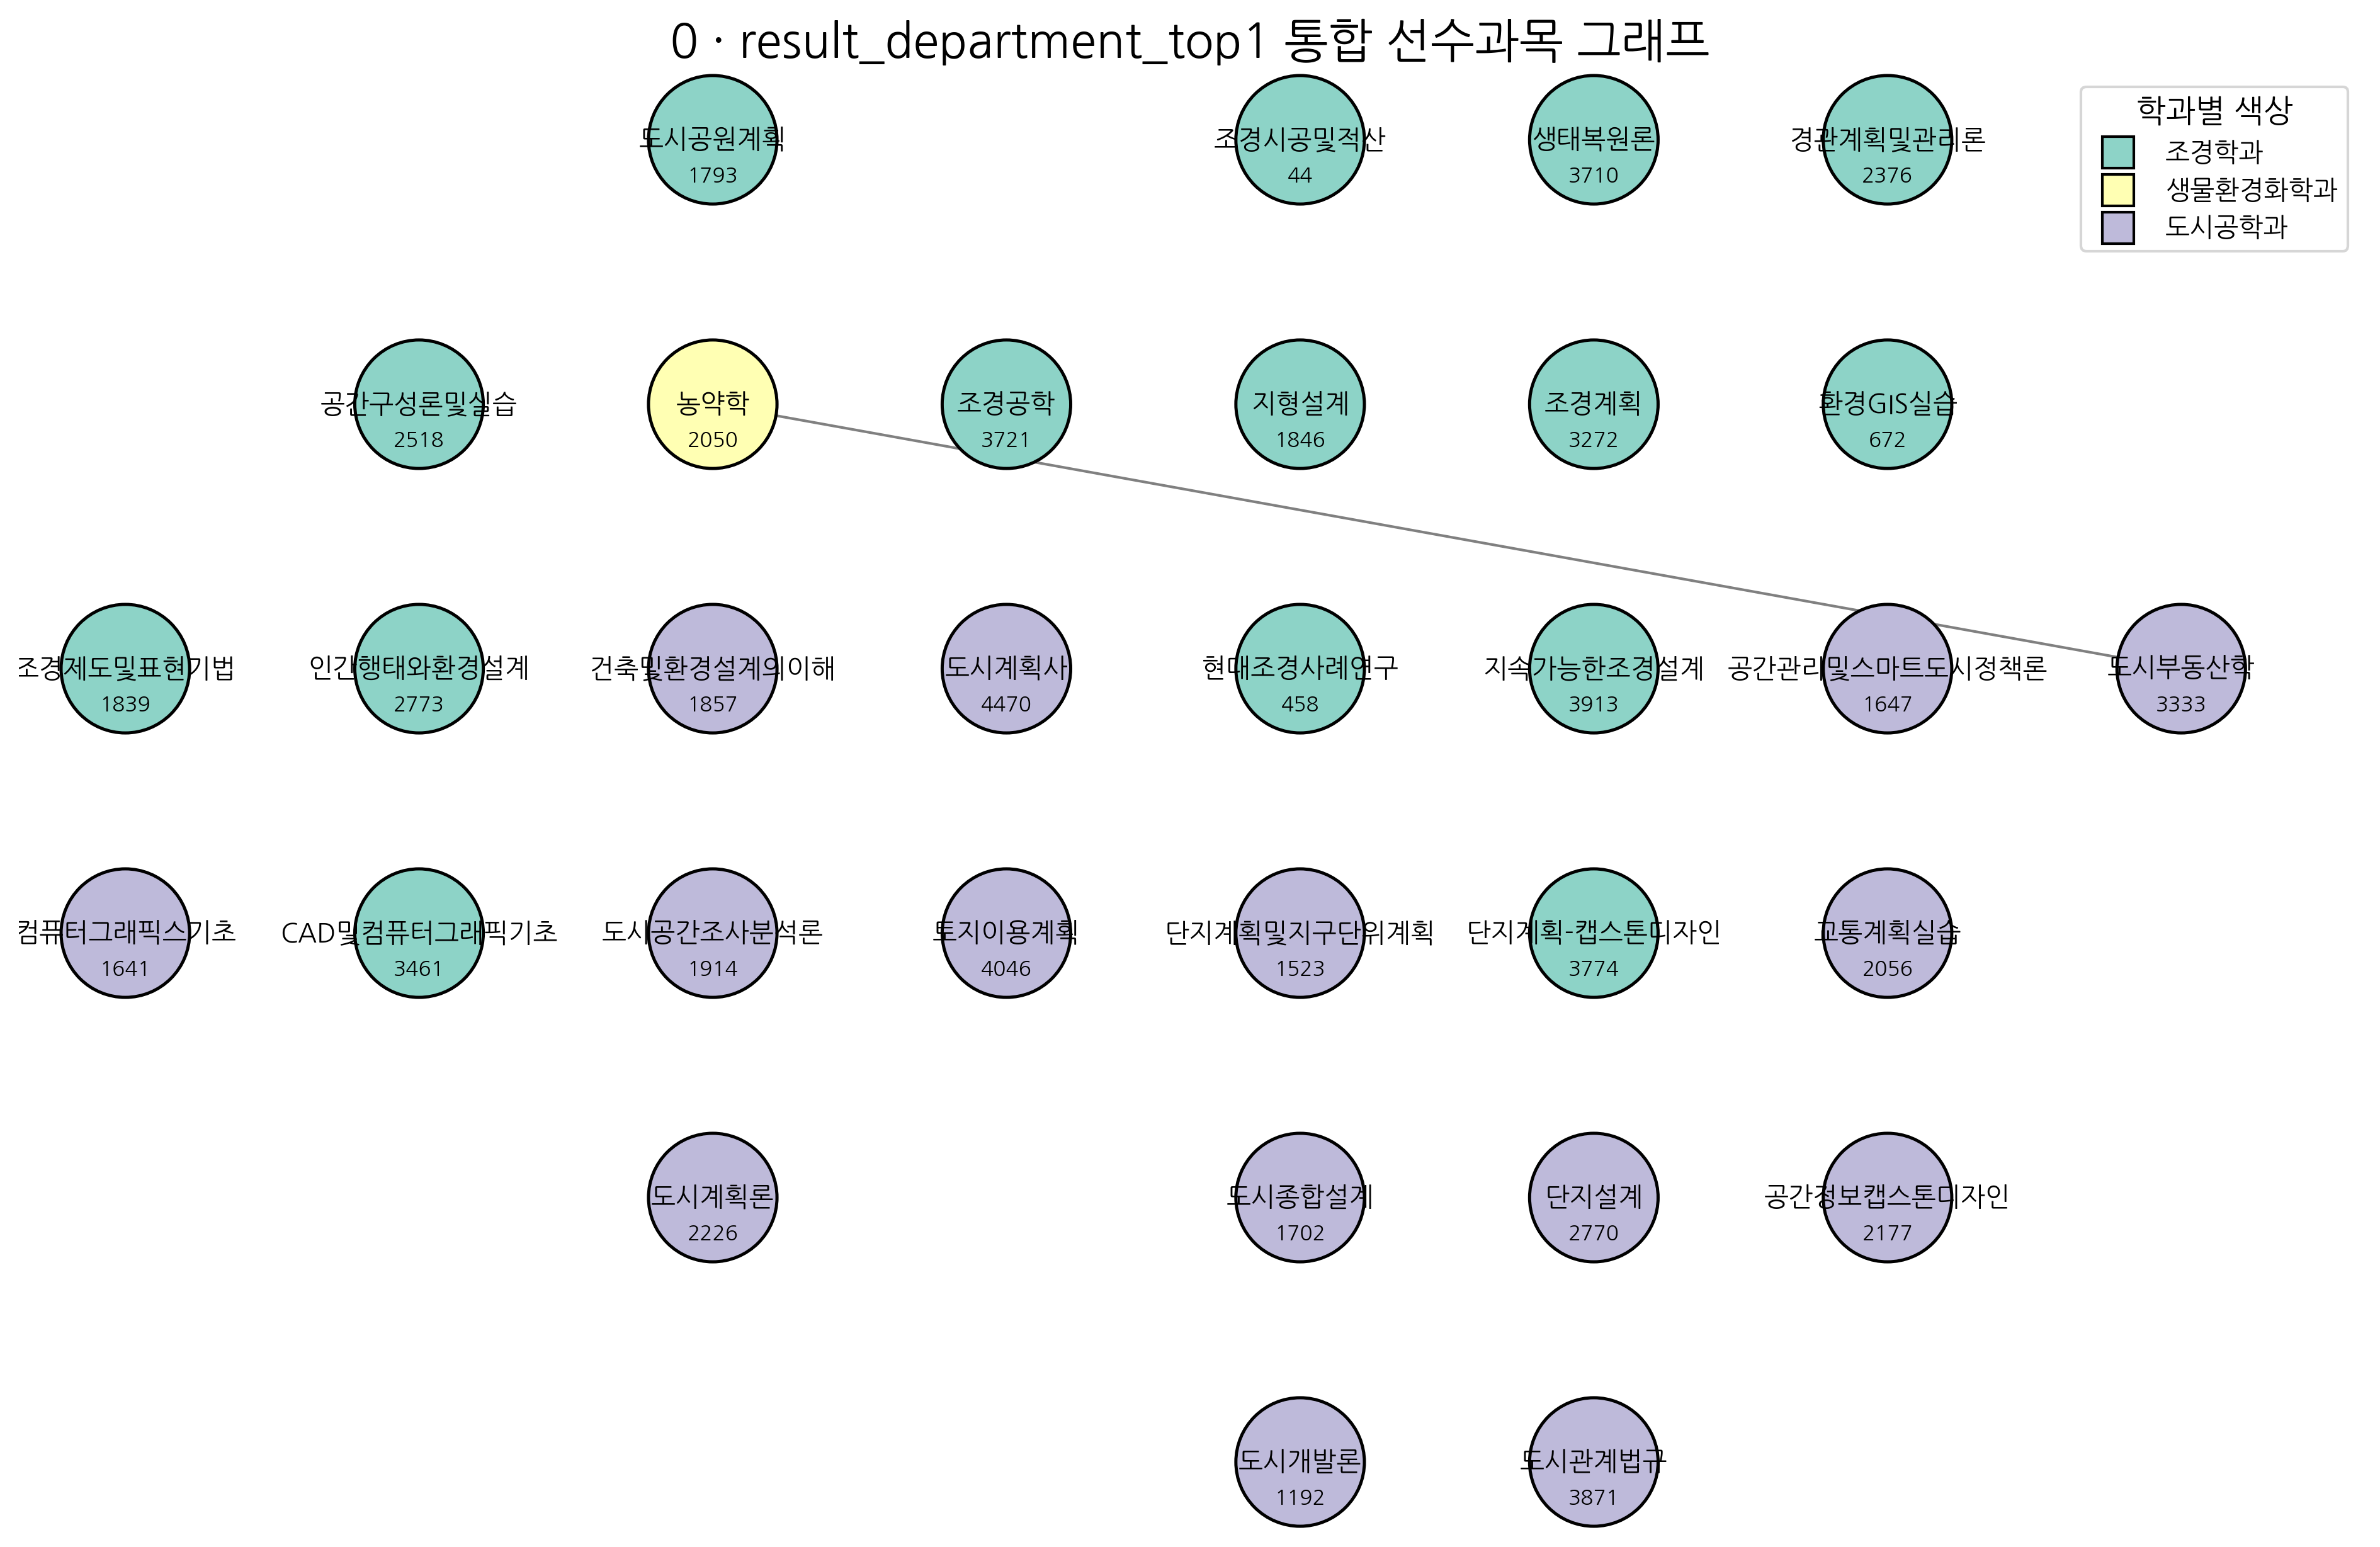 0 · result_department_top1 통합 선수과목 그래프
학과별 색상
조경학과
생물환경화학과
도시공학과
도시공원계획
1793
조경시공및적산
44
생태복원론
3710
경관계획및관리론
2376
공간구성론및실습
2518
농약학
2050
조경공학
3721
지형설계
1846
조경계획
3272
환경GIS실습
672
조경제도및표현기법
1839
인간행태와환경설계
2773
건축및환경설계의이해
1857
도시계획사
4470
현대조경사례연구
458
지속가능한조경설계
3913
공간관리및스마트도시정책론
1647
도시부동산학
3333
컴퓨터그래픽스기초
1641
CAD및컴퓨터그래픽기초
3461
도시공간조사분석론
1914
토지이용계획
4046
단지계획및지구단위계획
1523
단지계획-캡스톤디자인
3774
교통계획실습
2056
도시계획론
2226
도시종합설계
1702
단지설계
2770
공간정보캡스톤디자인
2177
도시개발론
1192
도시관계법규
3871